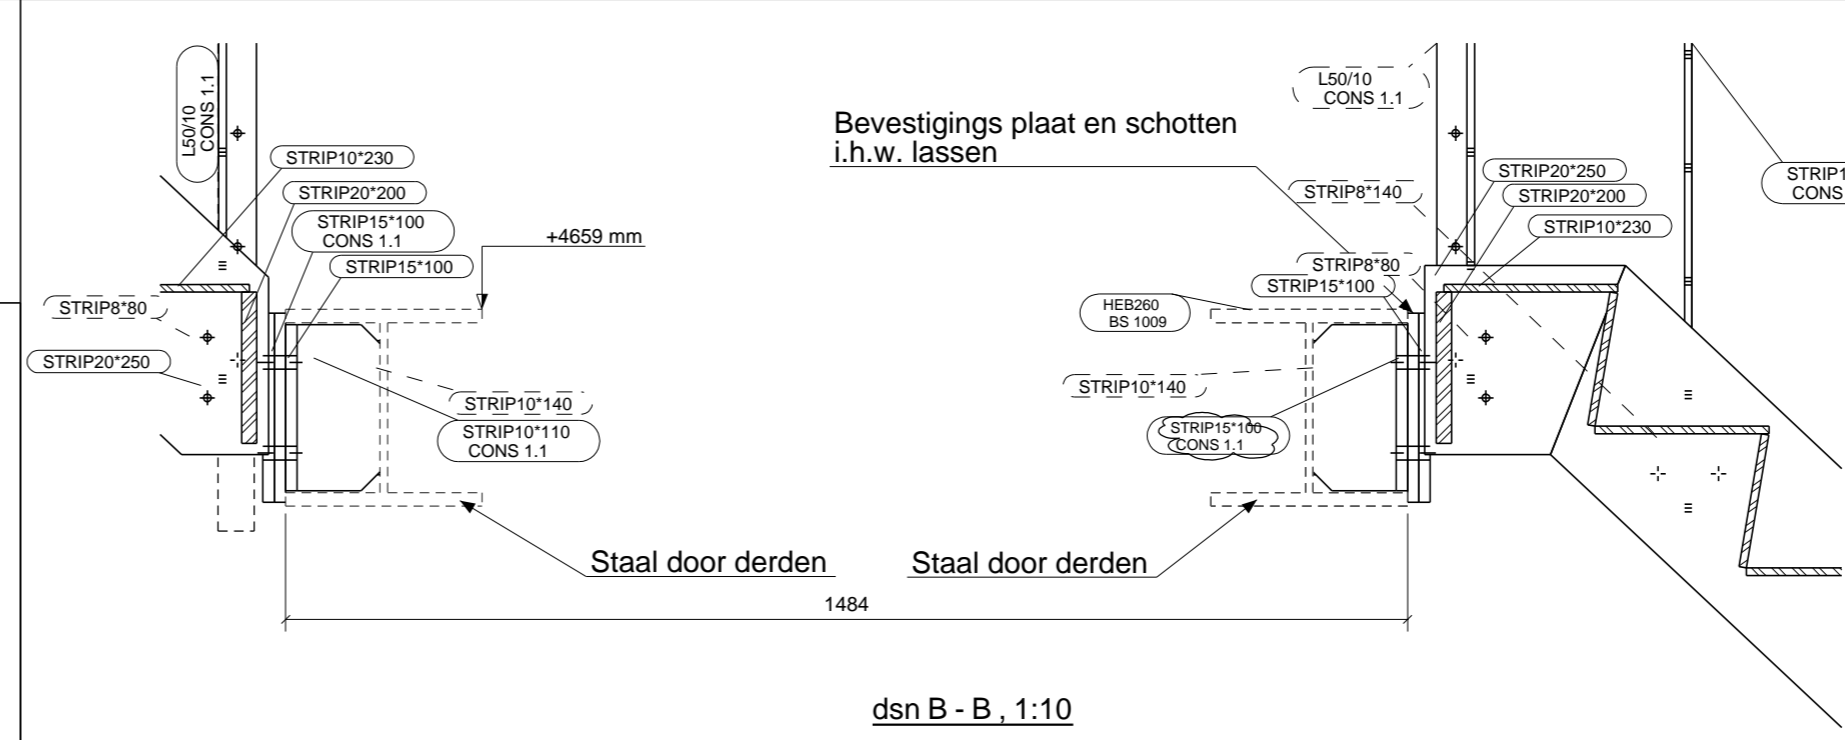 L50/10
CONS 1.1
STRIP10*230
STRIP20*200
STRIP15*100
CONS 1.1
STRIP15*100
STRIP8*80
STRIP20*250
+4659 mm
STRIP10*140
STRIP10*110
CONS 1.1
Staal door derden
Bevestigings plaat en schotten
i.h.w. lassen
L50/10
CONS 1.1
STRIP8*140
STRIP20*250
STRIP20*200
STRIP10*230
STRIP8*80
STRIP15*100
HEB260
BS 1009
STRIP10*140
STRIP15*100
CONS 1.1
Staal door derden
STRIP1
CONS
1484
dsn B - B , 1:10